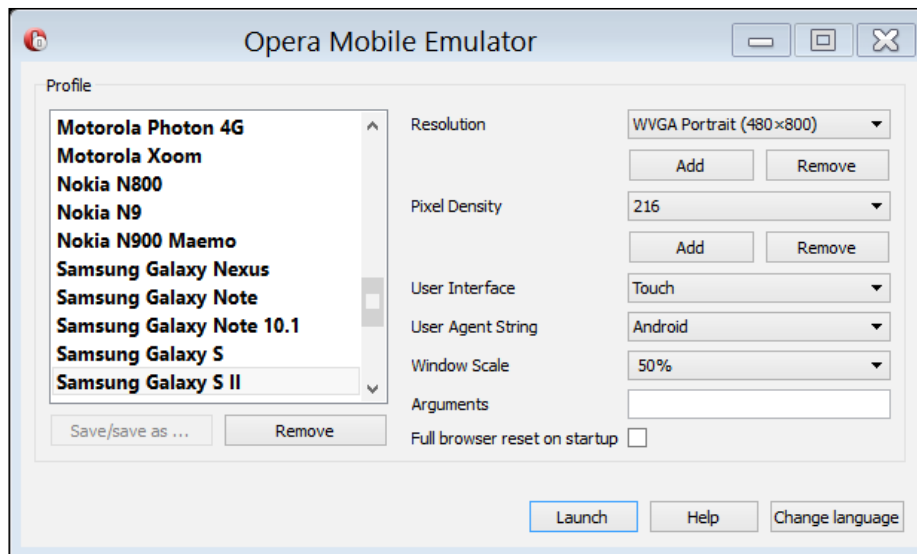 Opera Mobile Emulator
Profile
Motorola Photon 4G
Motorola Xoom
Nokia N800
Nokia N9
Nokia N900 Maemo
Samsung Galaxy Nexus
Samsung Galaxy Note
Samsung Galaxy Note 10.1
Samsung Galaxy S
Samsung Galaxy S II
Save/save as ...
Remove
Resolution
WVGA Portrait (480×800)
Add
Remove
Pixel Density
216
Add
Remove
User Interface
Touch
User Agent String
Android
Window Scale
50%
Arguments
Full browser reset on startup
Launch
Help
Change language